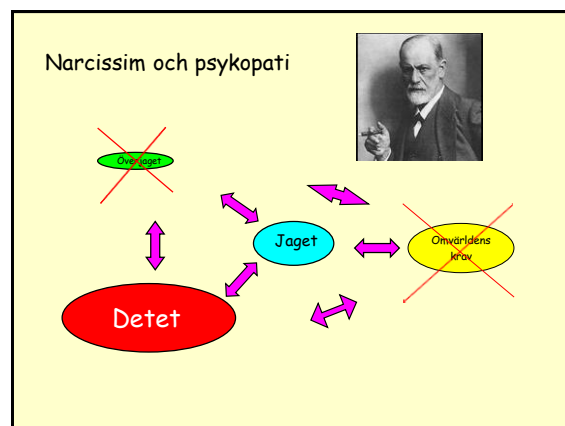 Narcissim och psykopati
Överjaget
Jaget
Omvärldens
krav
Detet